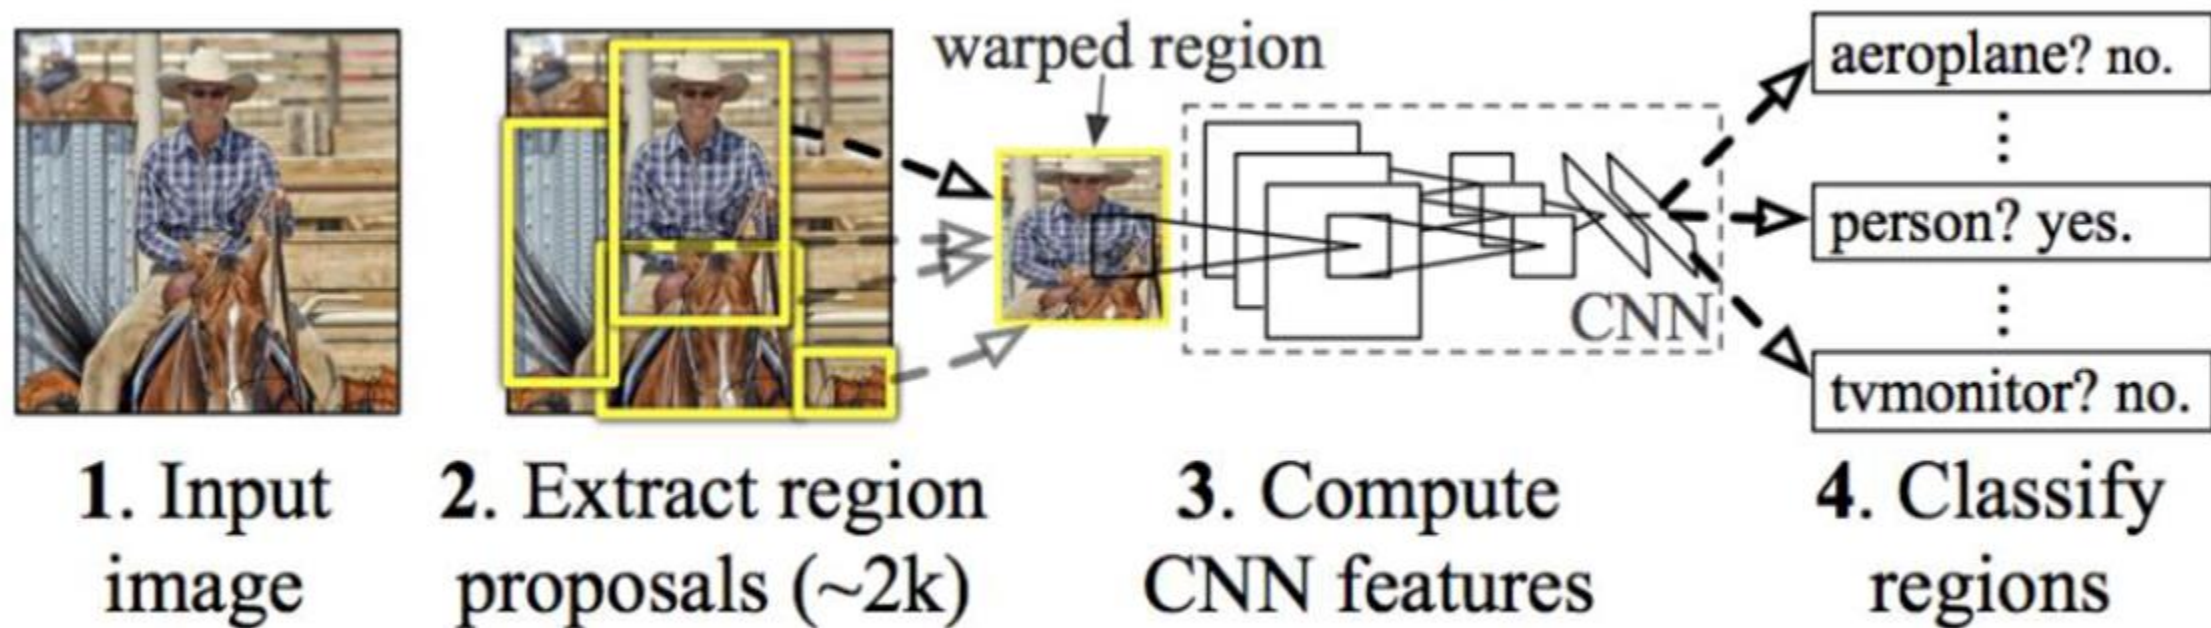 warped region
aeroplane? no.
person? yes.
CNN
tvmonitor? no.
1. Input
image
2. Extract region
proposals (~2k)
3. Compute
CNN features
4. Classify
regions